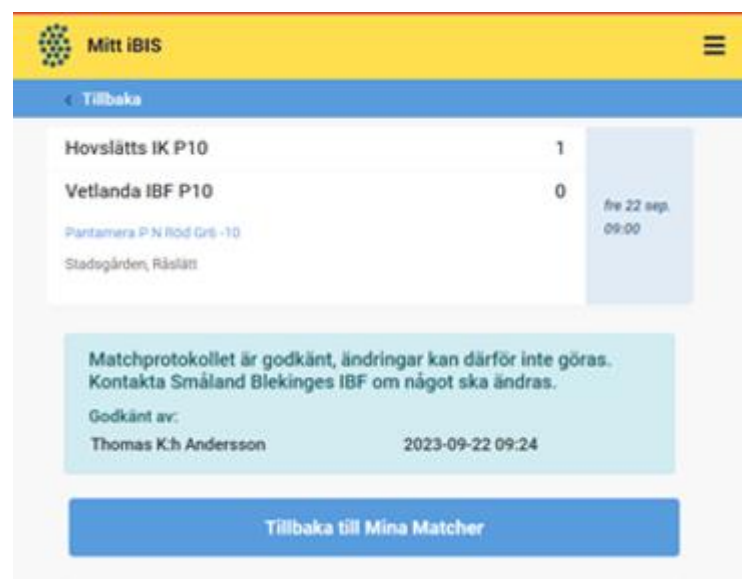 Mitt iBIS
Tillbaka
Hovslätts IK P10 1
Vetlanda IBF P10 0
fre 22 sep.
09:00
Pantamera P N Röd Grö -10
Stadsgården, Råslätt
Matchprotokollet är godkänt, ändringar kan därför inte göras.
Kontakta Småland Blekinges IBF om något ska ändras.
Godkänt av:
Thomas K:h Andersson 2023-09-22 09:24
Tillbaka till Mina Matcher